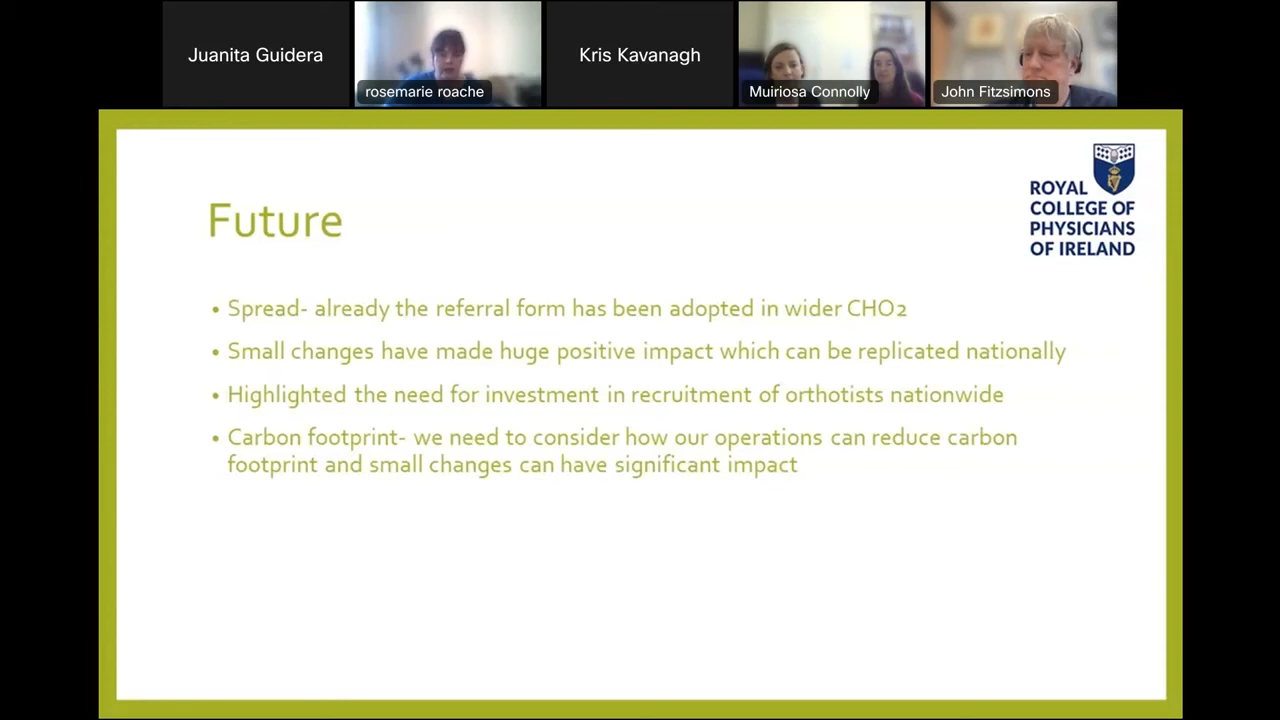 Juanita Guidera
rosemarie roache
Kris Kavanagh
Muiriosa Connolly
John Fitzsimons
ROYAL
COLLEGE OF
PHYSICIANS
OF IRELAND
Future
• Spread- already the referral form has been adopted in wider CHO2
• Small changes have made huge positive impact which can be replicated nationally
• Highlighted the need for investment in recruitment of orthotists nationwide
• Carbon footprint- we need to consider how our operations can reduce carbon
footprint and small changes can have significant impact